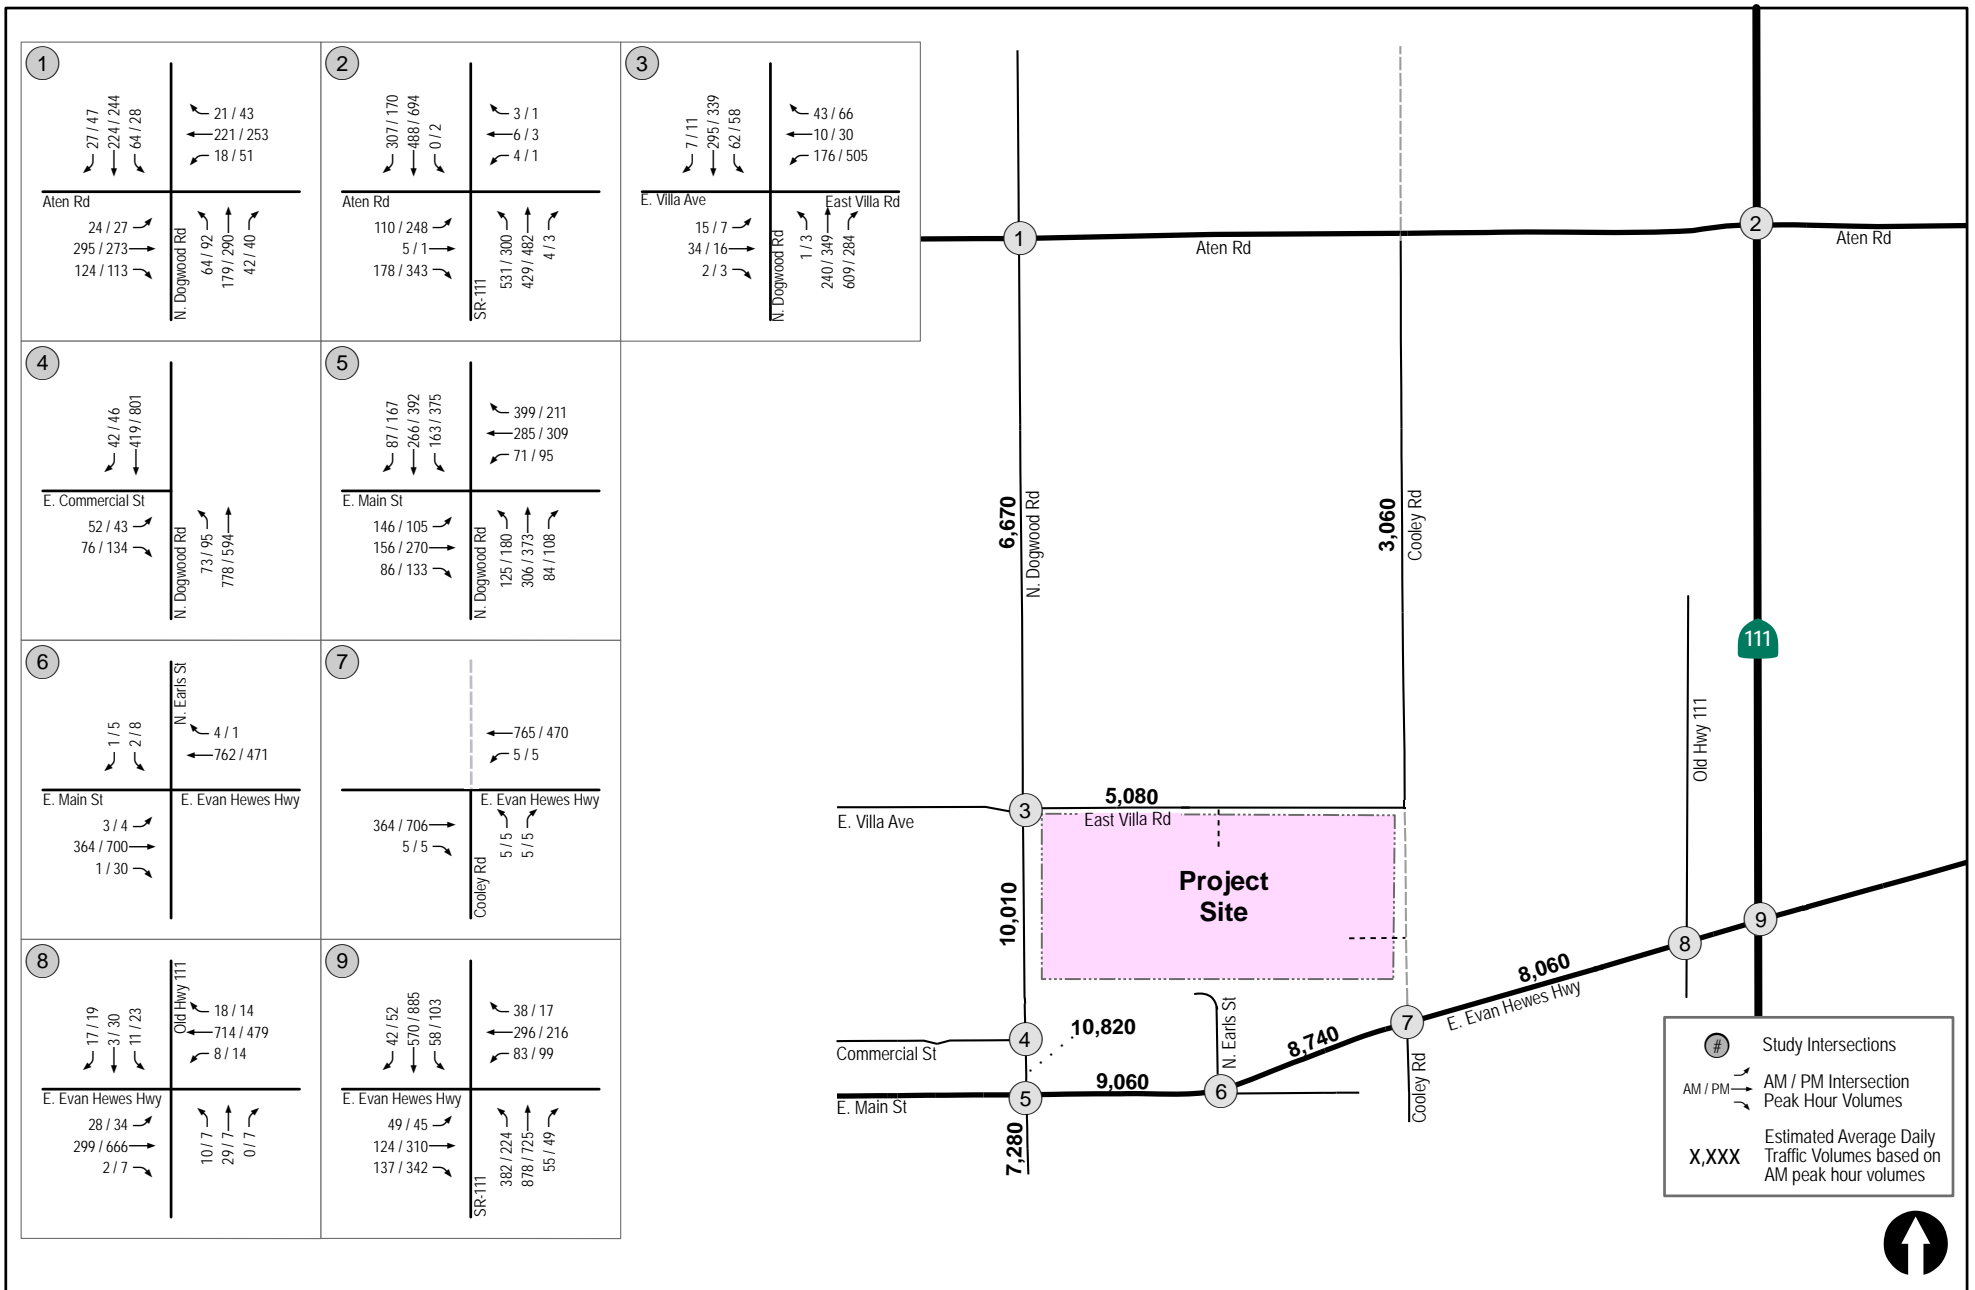 1
27 / 47
224 / 244
64 / 28
21 / 43
221 / 253
18 / 51
Aten Rd
24 / 27
295 / 273
124 / 113
N. Dogwood Rd
64 / 92
179 / 290
42 / 40
2
307 / 170
488 / 694
0 / 2
3 / 1
6 / 3
4 / 1
Aten Rd
110 / 248
5 / 1
178 / 343
SR-111
531 / 300
429 / 482
4 / 3
3
7 / 11
295 / 339
62 / 58
43 / 66
10 / 30
176 / 505
E. Villa Ave
East Villa Rd
15 / 7
34 / 16
2 / 3
N. Dogwood Rd
1 / 3
240 / 349
609 / 284
4
42 / 46
419 / 801
E. Commercial St
52 / 43
76 / 134
N. Dogwood Rd
73 / 95
778 / 594
5
87 / 167
266 / 392
163 / 375
399 / 211
285 / 309
71 / 95
E. Main St
146 / 105
156 / 270
86 / 133
N. Dogwood Rd
125 / 180
306 / 373
84 / 108
6
1 / 5
2 / 8
N. Earls St
4 / 1
762 / 471
E. Main St
E. Evan Hewes Hwy
3 / 4
364 / 700
1 / 30
7
765 / 470
5 / 5
E. Evan Hewes Hwy
364 / 706
5 / 5
Cooley Rd
5 / 5
5 / 5
8
17 / 19
3 / 30
11 / 23
Old Hwy 111
18 / 14
714 / 479
8 / 14
E. Evan Hewes Hwy
28 / 34
299 / 666
2 / 7
10 / 7
29 / 7
0 / 7
9
42 / 52
570 / 885
58 / 103
38 / 17
296 / 216
83 / 99
E. Evan Hewes Hwy
49 / 45
124 / 310
137 / 342
SR-111
382 / 224
878 / 725
55 / 49
1
Aten Rd
2
Aten Rd
6,670
N. Dogwood Rd
3,060
Cooley Rd
111
Old Hwy 111
E. Villa Ave
3
5,080
East Villa Rd
Project
Site
10,010
9
8
8,060
E. Evan Hewes Hwy
7
8,740
N. Earls St
10,820
4
Commercial St
9,060
5
6
E. Main St
Cooley Rd
7,280
# Study Intersections
AM / PM
AM / PM Intersection
Peak Hour Volumes
X,XXX
Estimated Average Daily
Traffic Volumes based on
AM peak hour volumes